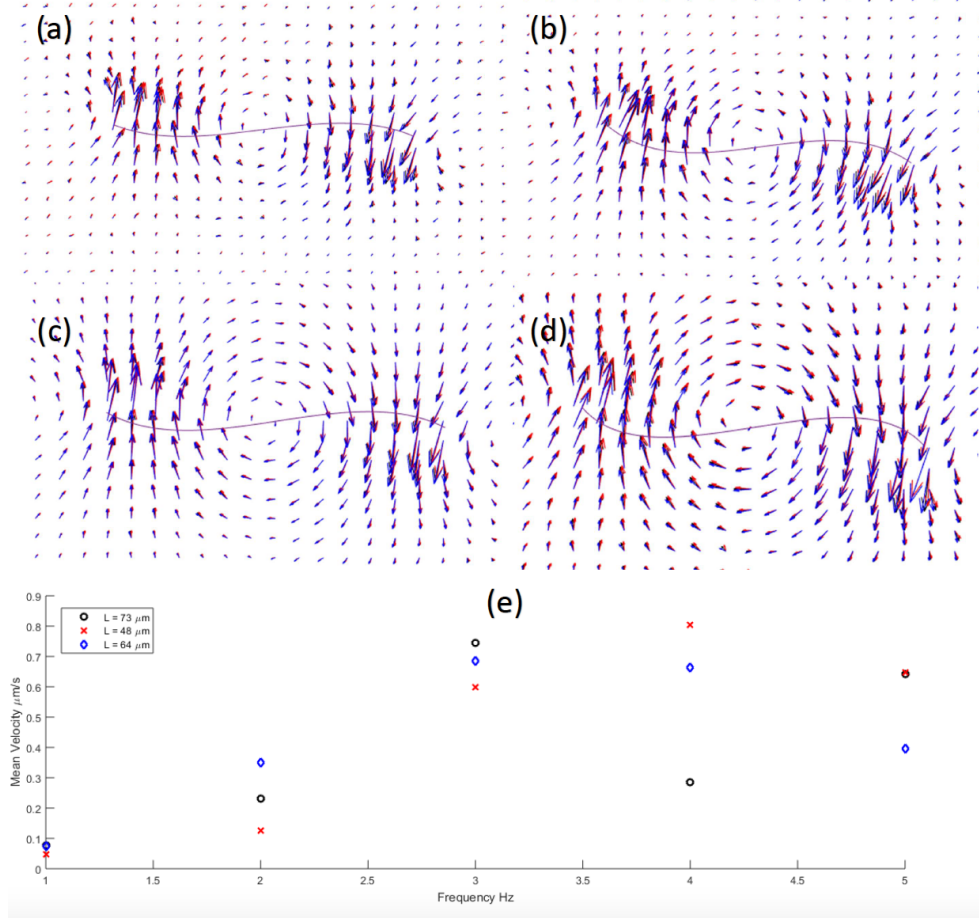 (a)
(b)
(c)
(d)
(e)
L = 73 μm
L = 48 μm
L = 64 μm
Mean Velocity μm/s
0.9
0.8
0.7
0.6
0.5
0.4
0.3
0.2
0.1
0
1
1.5
2
2.5
3
3.5
4
4.5
5
Frequency Hz